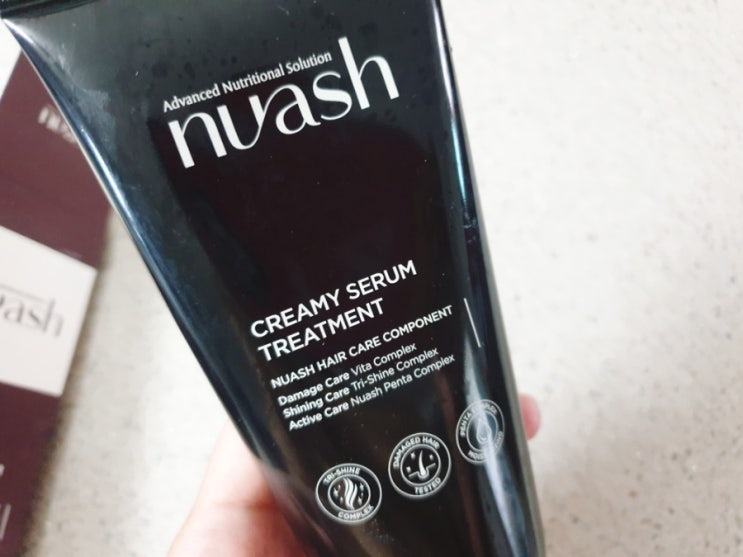 Advanced Nutritional Solution
nuash
CREAMY SERUM
TREATMENT
NUASH HAIR CARE COMPONENT
Damage Care Vita Complex
Shining Care Tri-Shine Complex
Active Care Nuash Penta Complex
TRI-SHINE
COMPLEX
DAMAGED HAIR
TESTED